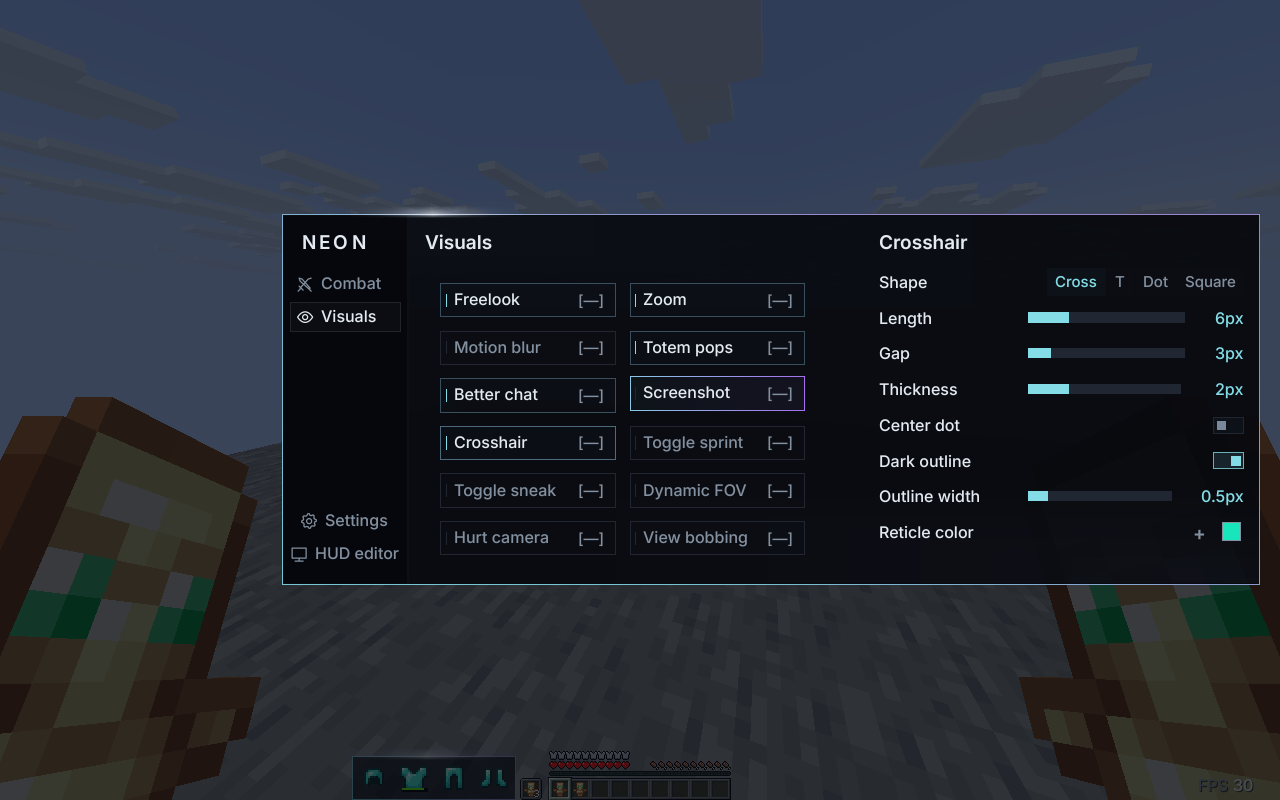 NEON
Combat
Visuals
Settings
HUD editor
Visuals
Freelook [—]
Zoom [—]
Motion blur [—]
Totem pops [—]
Better chat [—]
Screenshot [—]
Crosshair [—]
Toggle sprint [—]
Toggle sneak [—]
Dynamic FOV [—]
Hurt camera [—]
View bobbing [—]
Crosshair
Shape Cross T Dot Square
Length 6px
Gap 3px
Thickness 2px
Center dot
Dark outline
Outline width 0.5px
Reticle color +
3
FPS 30